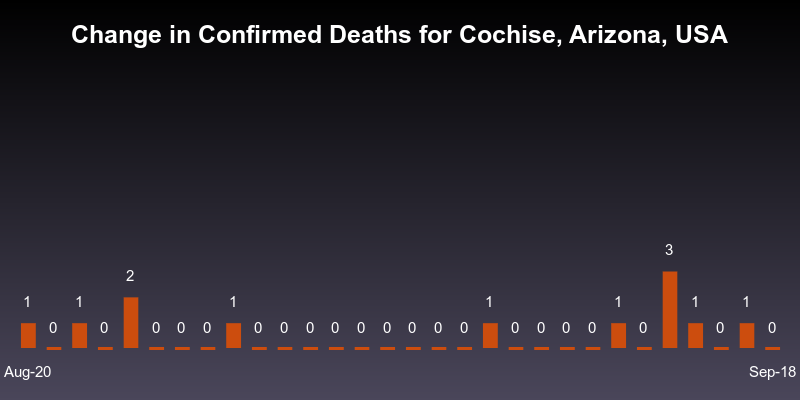 Change in Confirmed Deaths for Cochise, Arizona, USA
1 0 1 0 2 0 0 0 1 0 0 0 0 0 0 0 0 0 1 0 0 0 0 1 0 3 1 0 1 0
Aug-20 Sep-18